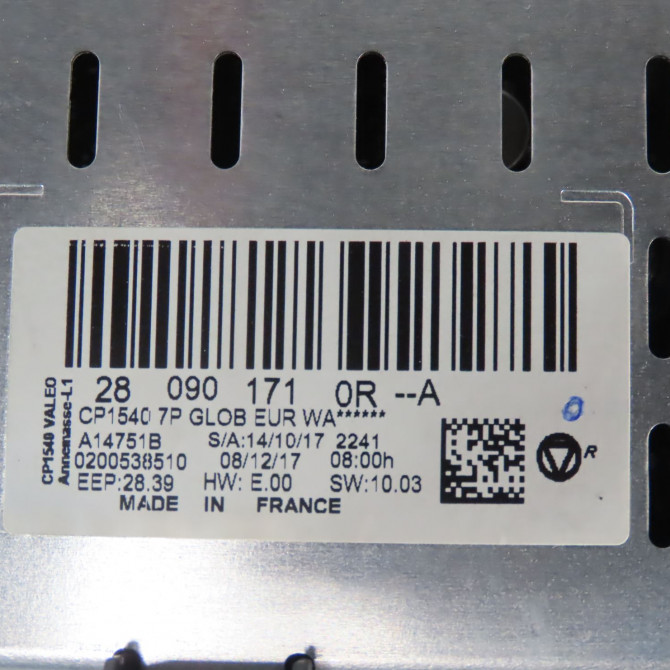 28 090 171 0R --A
CP1540 VALEO
Annemasse-L1
CP1540 7P GLOB EUR WA******
A14751B S/A:14/10/17 2241
0200538510 08/12/17 08:00h
EEP:28.39 HW: E.00 SW:10.03
MADE IN FRANCE
R
0